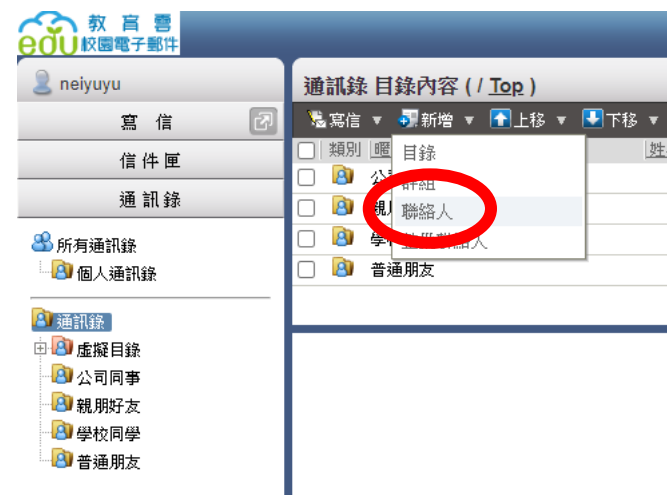 教育雲
edu校園電子郵件
neiyuyu
通訊錄 目錄內容 ( / Top )
寫信
寫信 ▼ 新增 ▼ 上移 ▼ 下移 ▼
信件匣
類別
目錄
通訊錄
群組
聯絡人
所有通訊錄
個人通訊錄
普通朋友
通訊錄
虛擬目錄
公司同事
親朋好友
學校同學
普通朋友